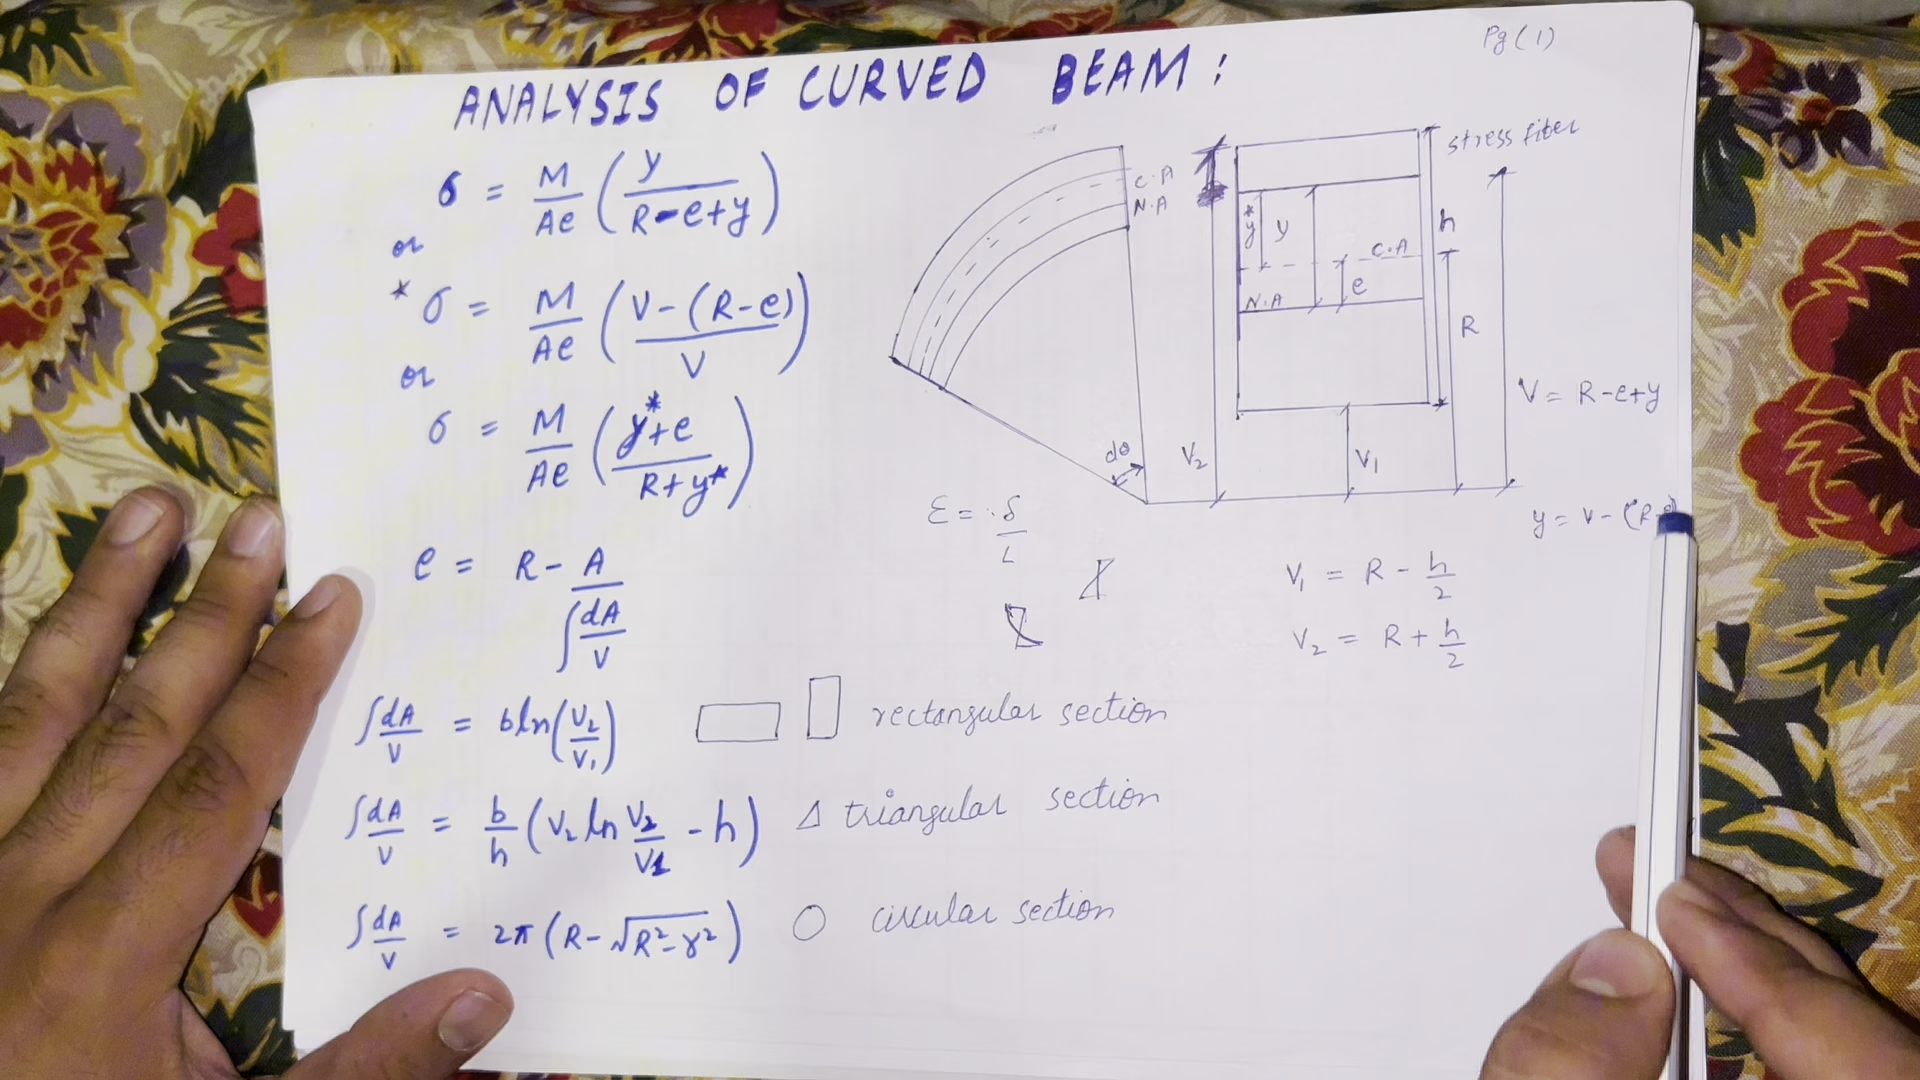 Pg(1)
ANALYSIS OF CURVED BEAM:
σ = M/Ae (y/(R-e+y))
or
* σ = M/Ae ((V-(R-e))/V)
or
σ = M/Ae ((y*+e)/(R+y*))
e = R - A/∫dA/V
∫dA/V = b ln(V₂/V₁) rectangular section
∫dA/V = b/h (V₂ ln V₂/V₁ - h) Δ triangular section
∫dA/V = 2π(R-√R²-r²) circular section
C.A
N.A
dθ
ε = δ/L
stress fiber
y* y
C.A
e
N.A
h
R
V₂
V₁
V = R-e+y
y = V-(R-
V₁ = R - h/2
V₂ = R + h/2